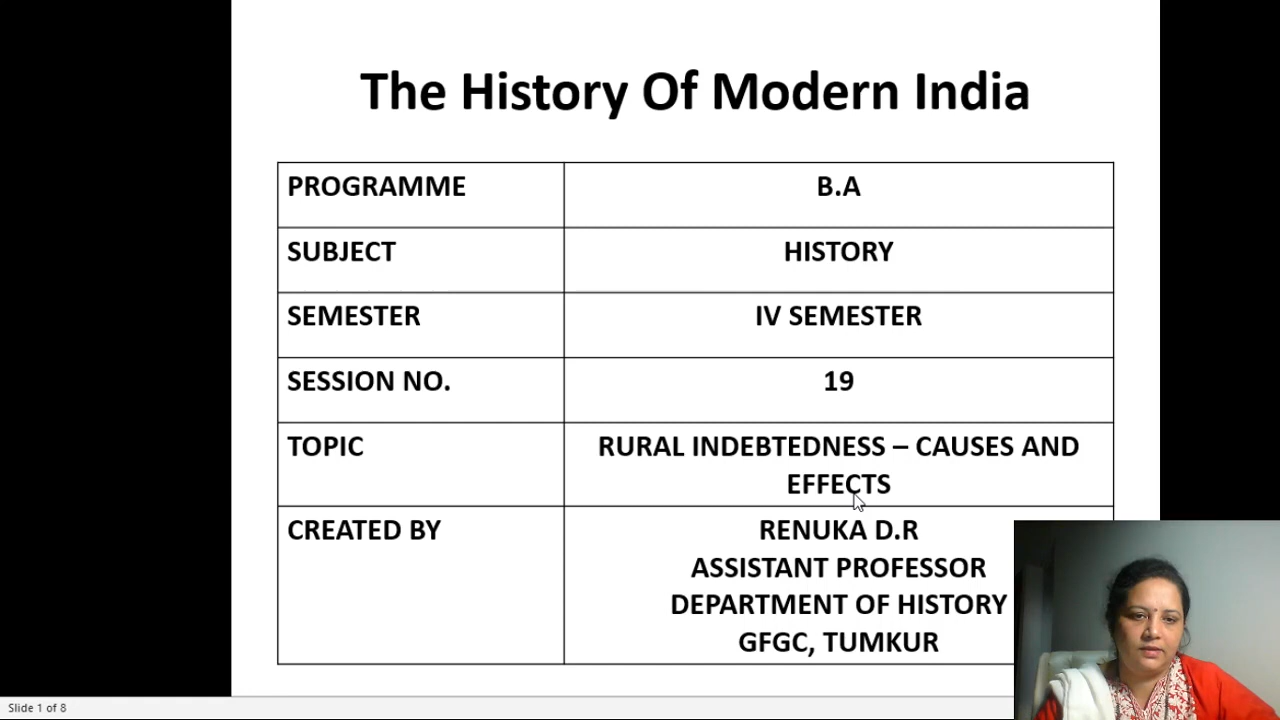 The History Of Modern India
PROGRAMME
B.A
SUBJECT
HISTORY
SEMESTER
IV SEMESTER
SESSION NO.
19
TOPIC
RURAL INDEBTEDNESS – CAUSES AND
EFFECTS
CREATED BY
RENUKA D.R
ASSISTANT PROFESSOR
DEPARTMENT OF HISTORY
GFGC, TUMKUR
Slide 1 of 8